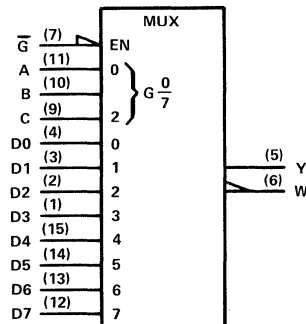 MUX
G̅ (7) EN
A (11) 0
B (10) G 0/7
C (9) 2
D0 (4) 0
D1 (3) 1 (5) Y
D2 (2) 2 (6) W
D3 (1) 3
D4 (15) 4
D5 (14) 5
D6 (13) 6
D7 (12) 7